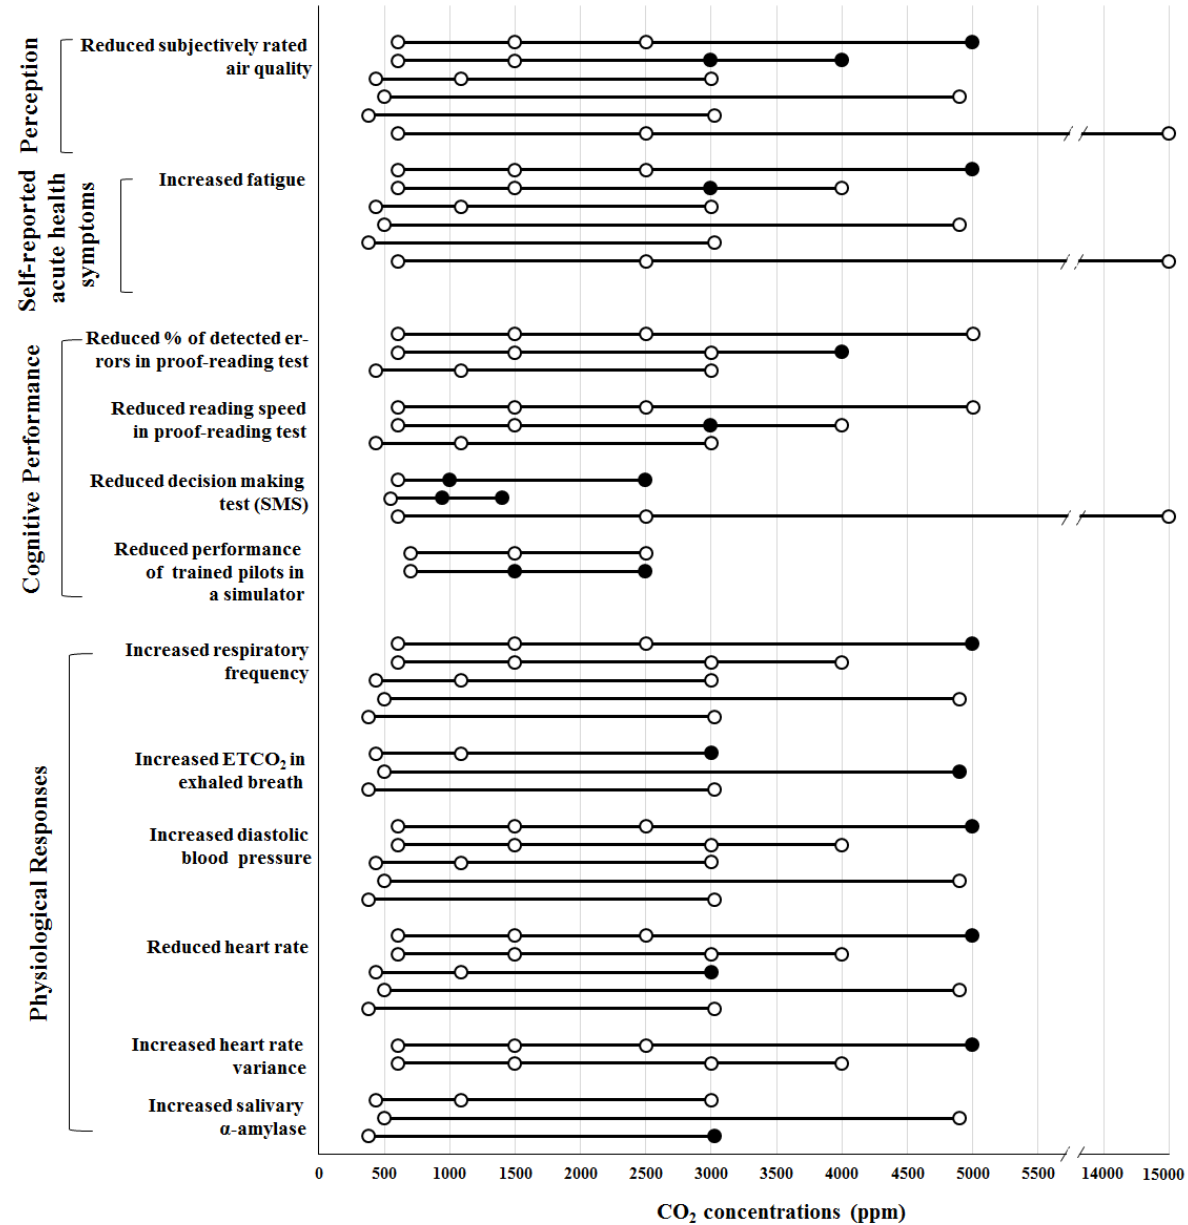 Perception
Reduced subjectively rated
air quality
Self-reported
acute health
symptoms
Increased fatigue
Cognitive Performance
Reduced % of detected er-
rors in proof-reading test
Reduced reading speed
in proof-reading test
Reduced decision making
test (SMS)
Reduced performance
of trained pilots in
a simulator
Physiological Responses
Increased respiratory
frequency
Increased ETCO₂ in
exhaled breath
Increased diastolic
blood pressure
Reduced heart rate
Increased heart rate
variance
Increased salivary
α-amylase
0 500 1000 1500 2000 2500 3000 3500 4000 4500 5000 5500 14000 15000
CO₂ concentrations (ppm)